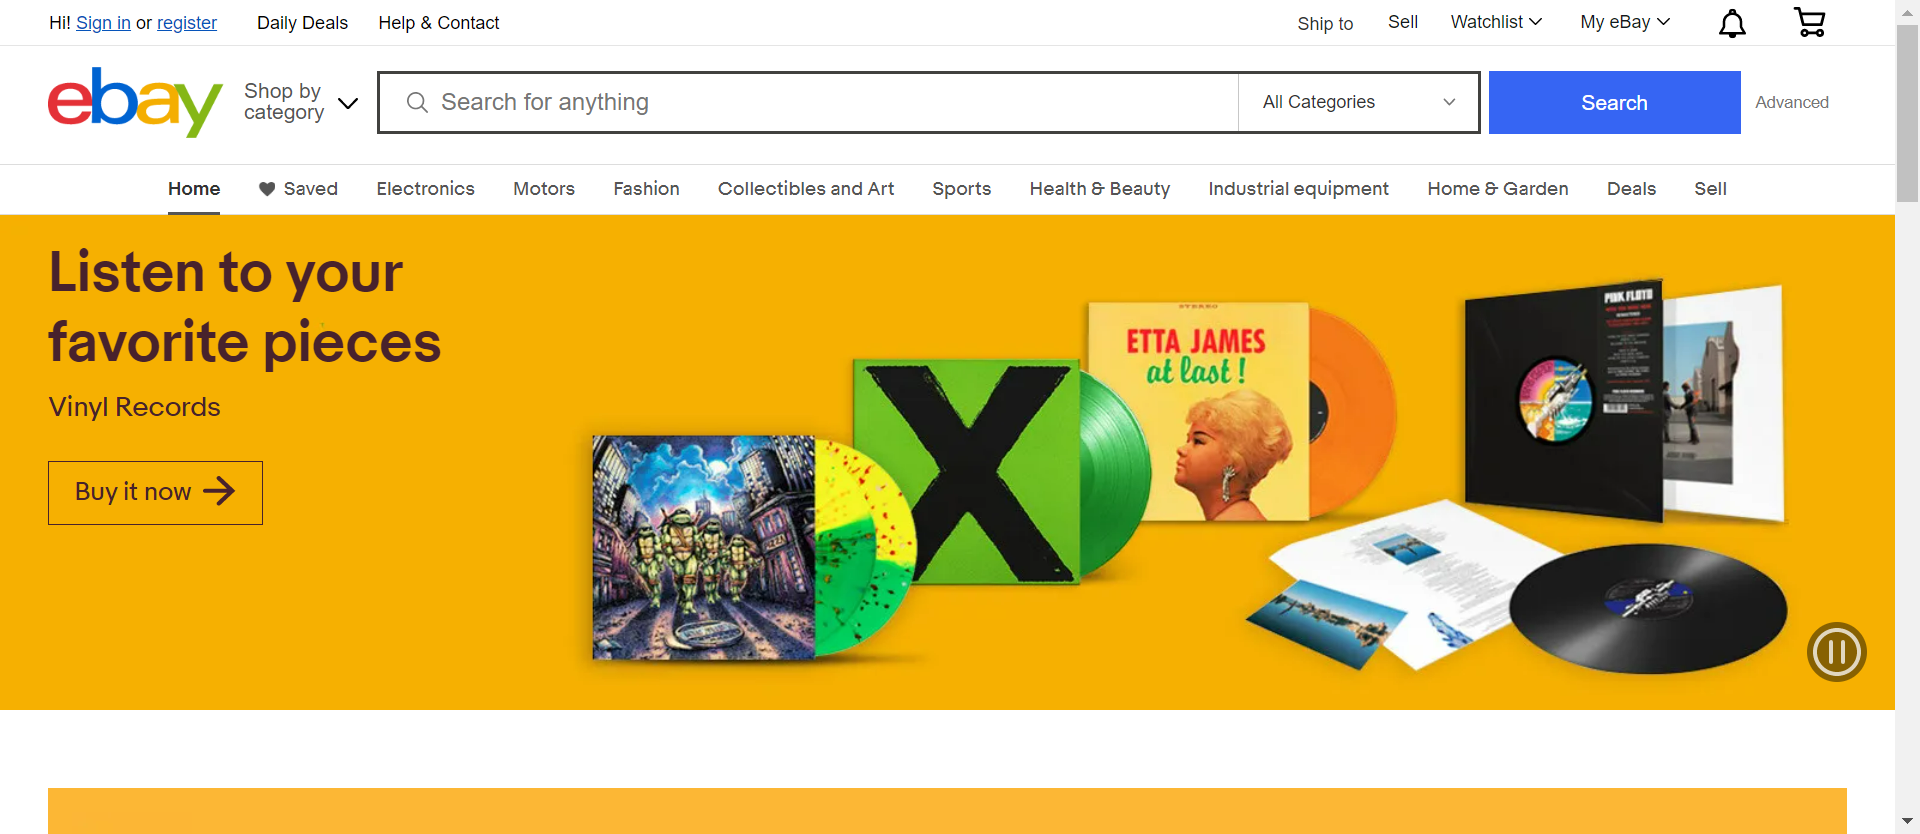 Hi! Sign in or register
Daily Deals
Help & Contact
Ship to
Sell
Watchlist
My eBay
ebay
Shop by
category
Search for anything
All Categories
Search
Advanced
Home
Saved
Electronics
Motors
Fashion
Collectibles and Art
Sports
Health & Beauty
Industrial equipment
Home & Garden
Deals
Sell
Listen to your
favorite pieces
Vinyl Records
Buy it now
STEREO
ETTA JAMES
at last!
X
PINK FLOYD